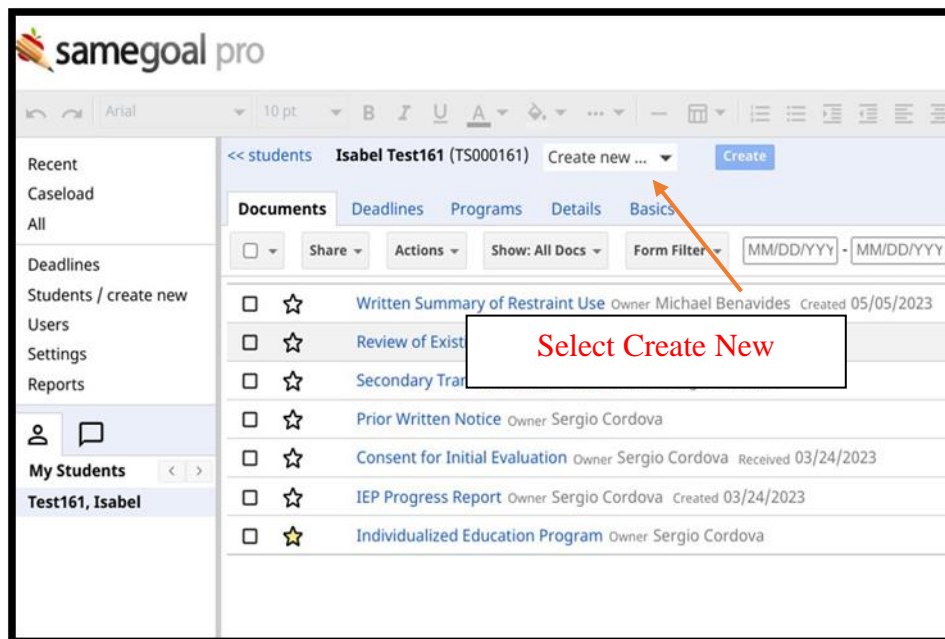 samegoal pro
Arial 10 pt B I U A ...
<< students Isabel Test161 (TS000161) Create new ... Create
Recent
Caseload
All
Deadlines
Students / create new
Users
Settings
Reports
My Students < >
Test161, Isabel
Documents Deadlines Programs Details Basics
Share Actions Show: All Docs Form Filter MM/DD/YYY - MM/DD/YYY
Written Summary of Restraint Use Owner Michael Benavides Created 05/05/2023
Review of Exist
Select Create New
Secondary Tran
Prior Written Notice Owner Sergio Cordova
Consent for Initial Evaluation Owner Sergio Cordova Received 03/24/2023
IEP Progress Report Owner Sergio Cordova Created 03/24/2023
Individualized Education Program Owner Sergio Cordova